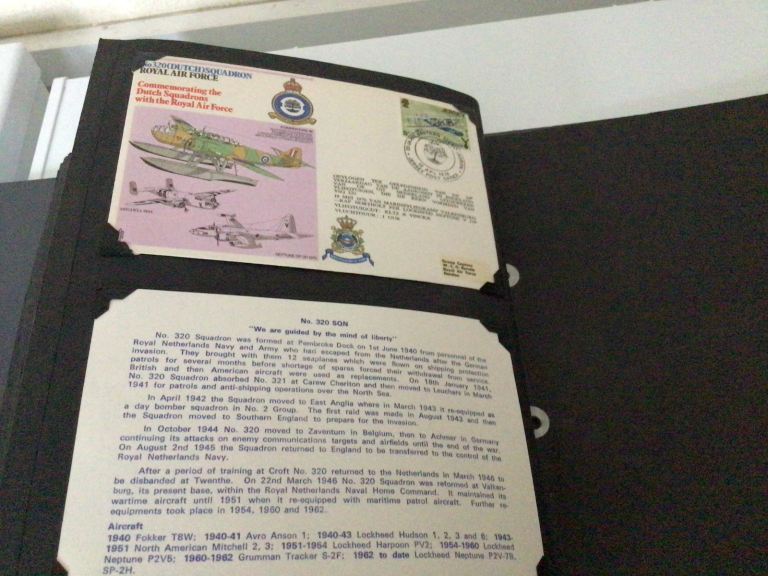 No 320 (DUTCH) SQUADRON
ROYAL AIR FORCE
Commemorating the
Dutch Squadrons
with the Royal Air Force
MITCHELL
NEPTUNE
Royal Air Force
No. 320 SQN
"We are guided by the mind of liberty"
No. 320 Squadron was formed at Pembroke Dock on 1st June 1940 from personnel of the
Royal Netherlands Navy and Army who had escaped from the Netherlands after the German
invasion. They brought with them 12 seaplanes which were flown on shipping protection
patrols for several months before shortage of spares forced their withdrawal from service.
British and then American aircraft were used as replacements. On 18th January 1941,
No. 320 Squadron absorbed No. 321 at Carew Cheriton and then moved to Leuchars in March
1941 for patrols and anti-shipping operations over the North Sea.
In April 1942 the Squadron moved to East Anglia where in March 1943 it re-equipped as
a day bomber squadron in No. 2 Group. The first raid was made in August 1943 and then
the Squadron moved to Southern England to prepare for the invasion.
In October 1944 No. 320 moved to Zaventum in Belgium, then to Achmer in Germany
continuing its attacks on enemy communications targets and airfields until the end of the war.
On August 2nd 1945 the Squadron returned to England to be transferred to the control of the
Royal Netherlands Navy.
After a period of training at Croft No. 320 returned to the Netherlands in March 1946 to
be disbanded at Twenthe. On 22nd March 1946 No. 320 Squadron was reformed at Valken-
burg, its present base, within the Royal Netherlands Naval Home Command. It maintained its
wartime aircraft until 1951 when it re-equipped with maritime patrol aircraft. Further re-
equipments took place in 1954, 1960 and 1962.
Aircraft
1940 Fokker T8W; 1940-41 Avro Anson 1; 1940-43 Lockheed Hudson 1, 2, 3 and 6; 1943-
1951 North American Mitchell 2, 3; 1951-1954 Lockheed Harpoon PV2; 1954-1960 Lockheed
Neptune P2V5; 1960-1962 Grumman Tracker S-2F; 1962 to date Lockheed Neptune P2V-7B,
SP-2H.